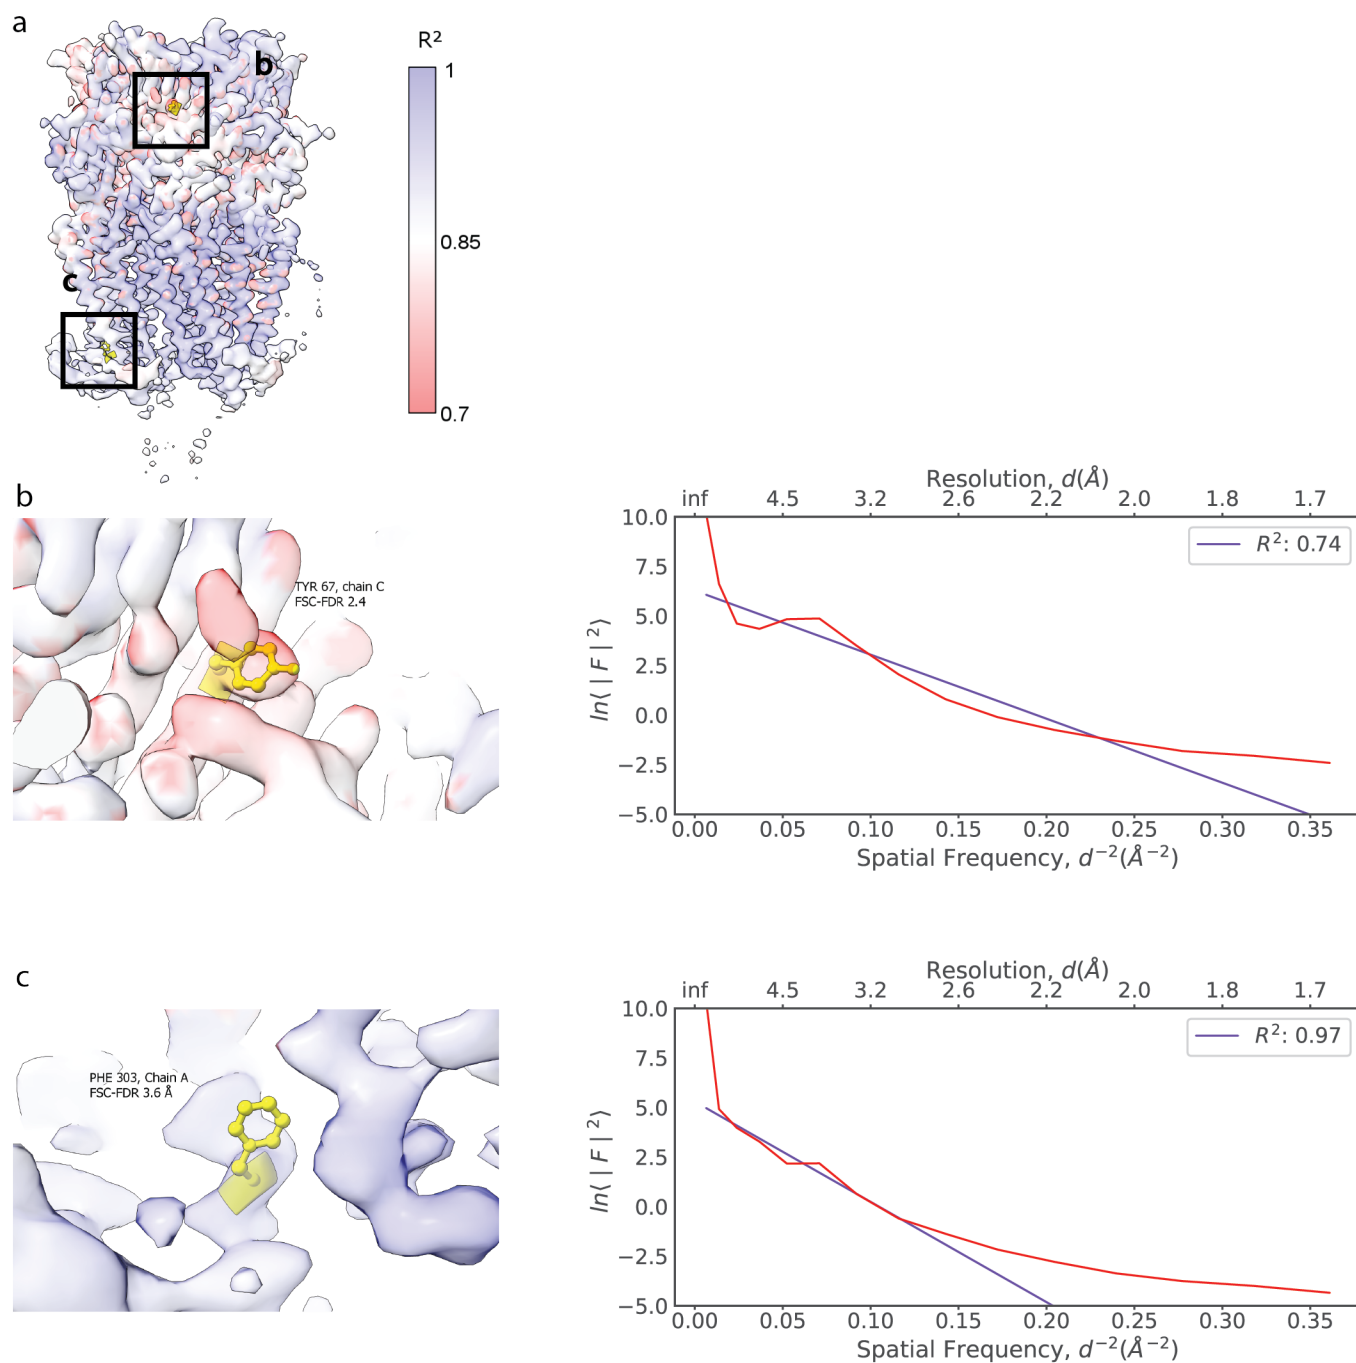 a
R²
b
1
0.85
c
0.7
b
TYR 67, chain C
FSC-FDR 2.4
Resolution, d(Å)
inf 4.5 3.2 2.6 2.2 2.0 1.8 1.7
10.0
R²: 0.74
7.5
5.0
2.5
0.0
−2.5
−5.0
ln⟨ | F | ²⟩
0.00 0.05 0.10 0.15 0.20 0.25 0.30 0.35
Spatial Frequency, d⁻²(Å⁻²)
c
PHE 303, Chain A
FSC-FDR 3.6 Å
Resolution, d(Å)
inf 4.5 3.2 2.6 2.2 2.0 1.8 1.7
10.0
R²: 0.97
7.5
5.0
2.5
0.0
−2.5
−5.0
ln⟨ | F | ²⟩
0.00 0.05 0.10 0.15 0.20 0.25 0.30 0.35
Spatial Frequency, d⁻²(Å⁻²)